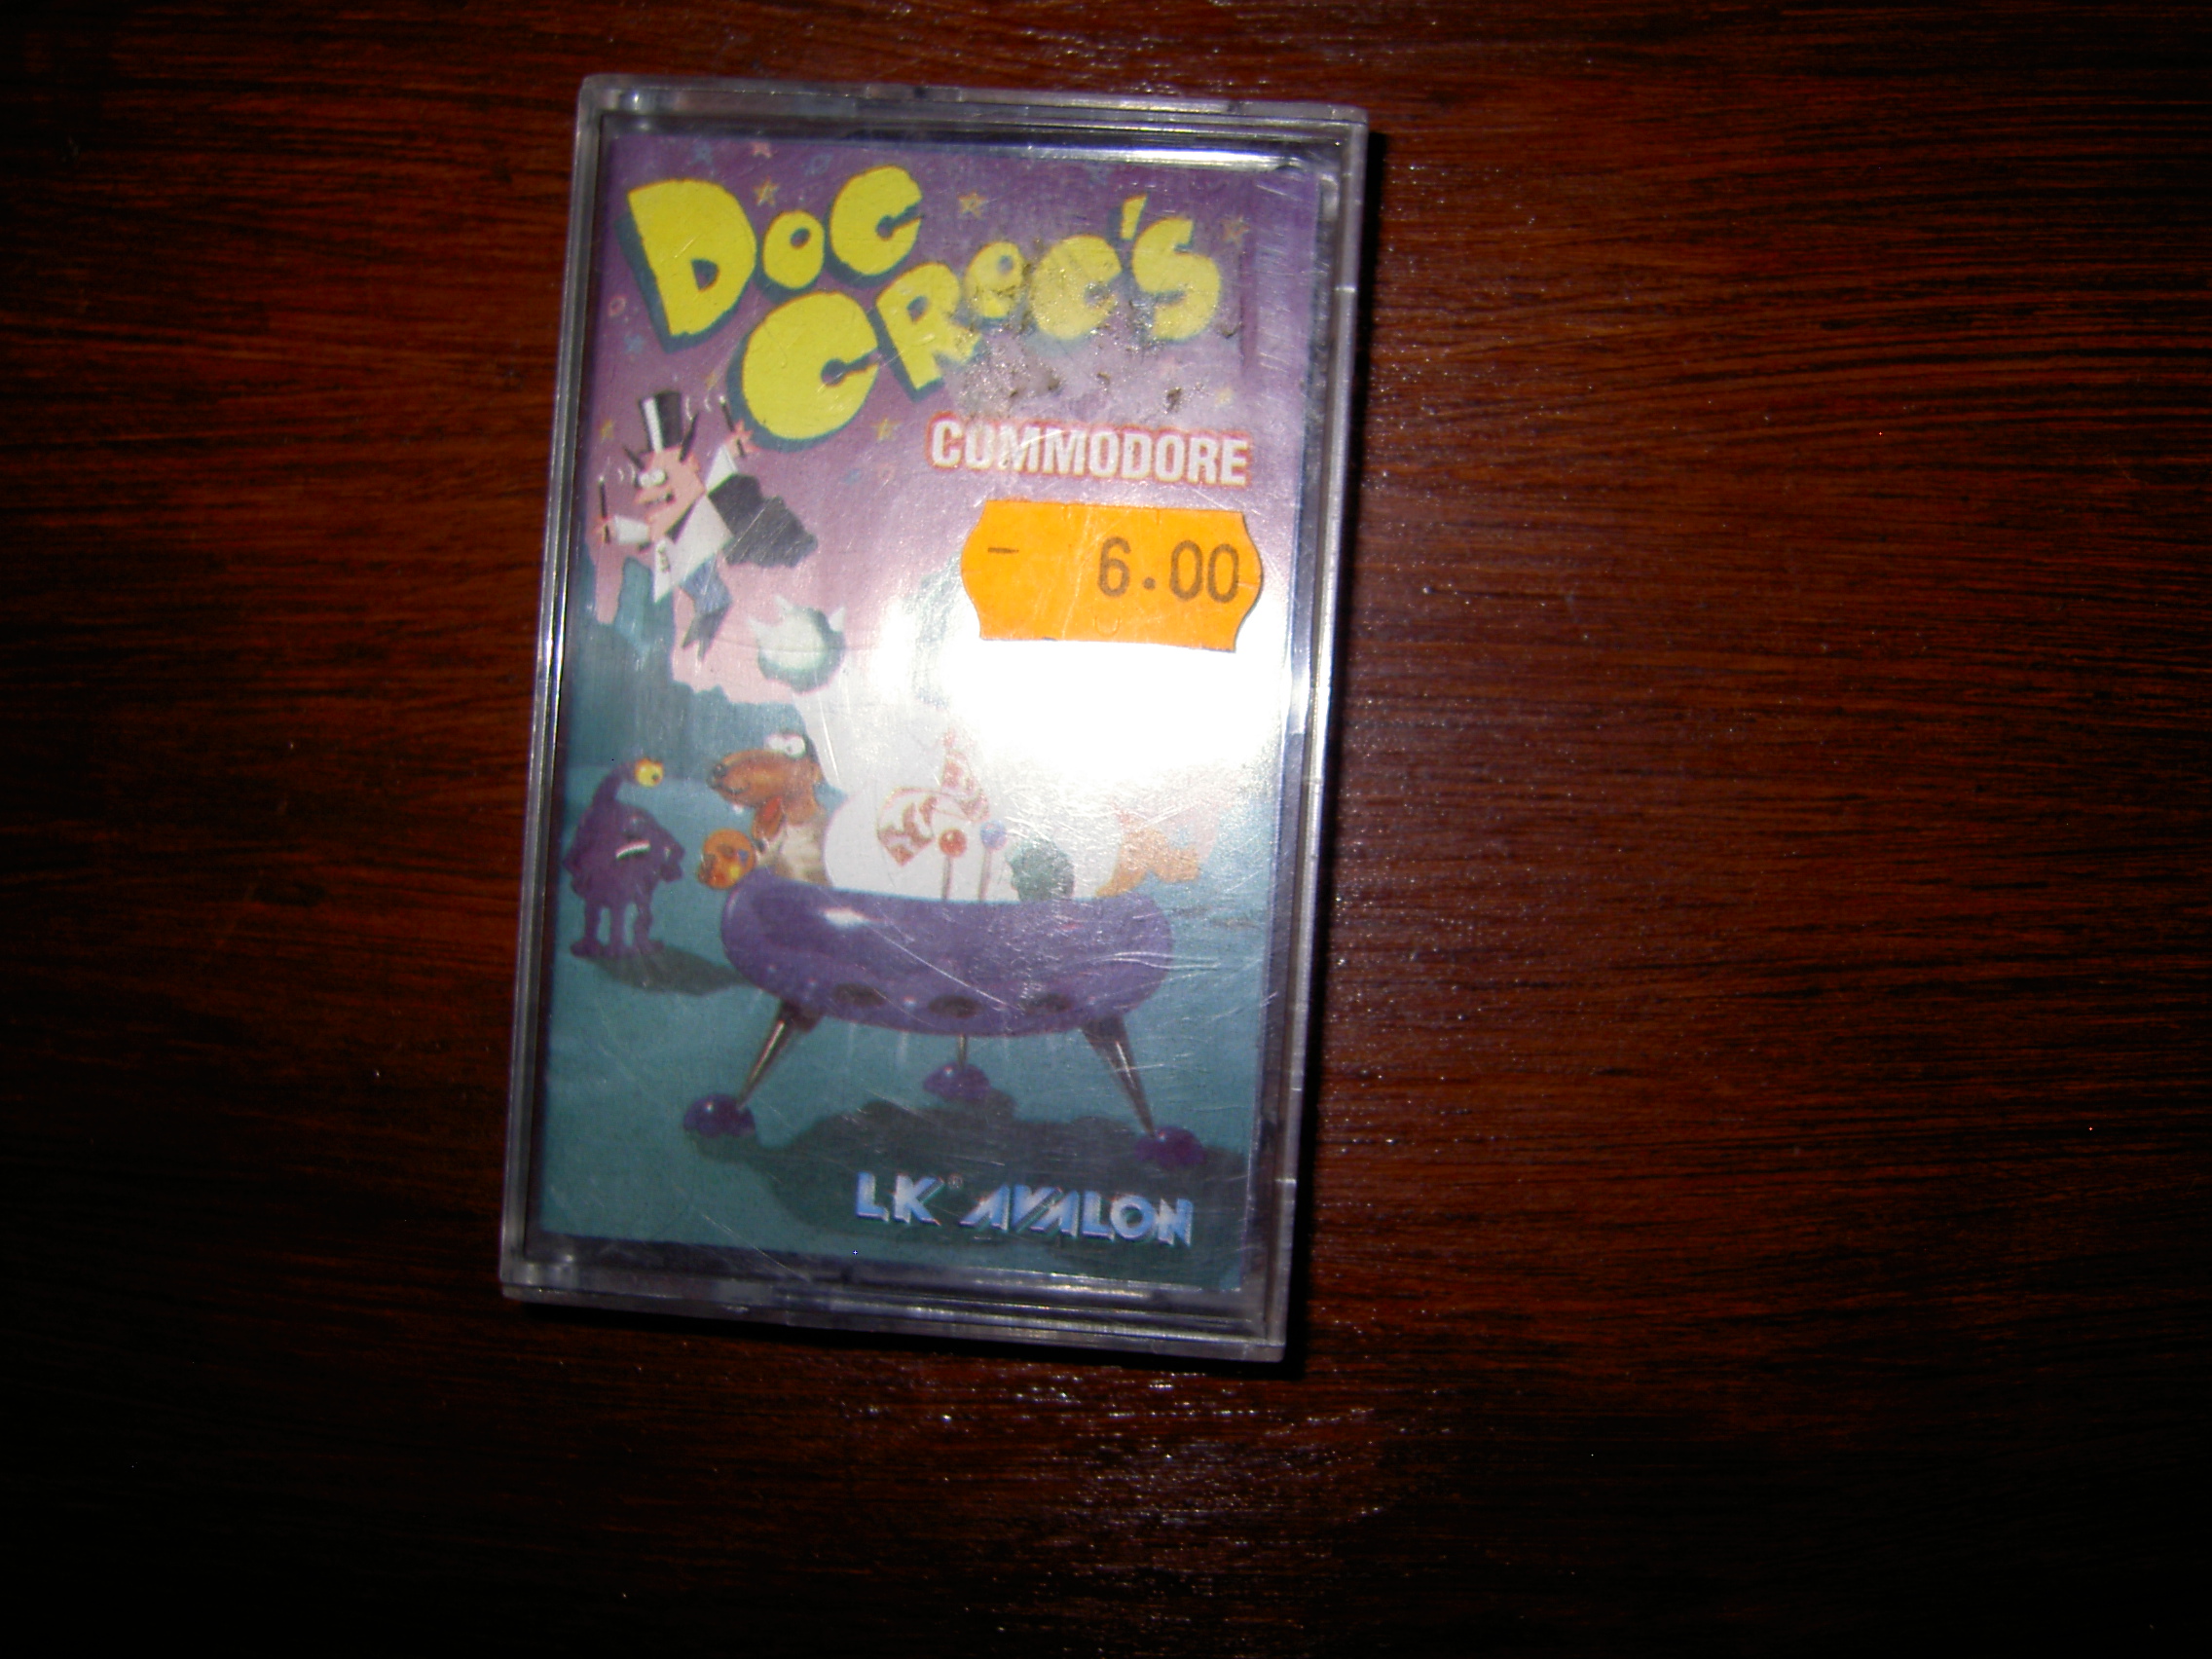 DOC
CROC'S
COMMODORE
- 6.00
LK® AVALON